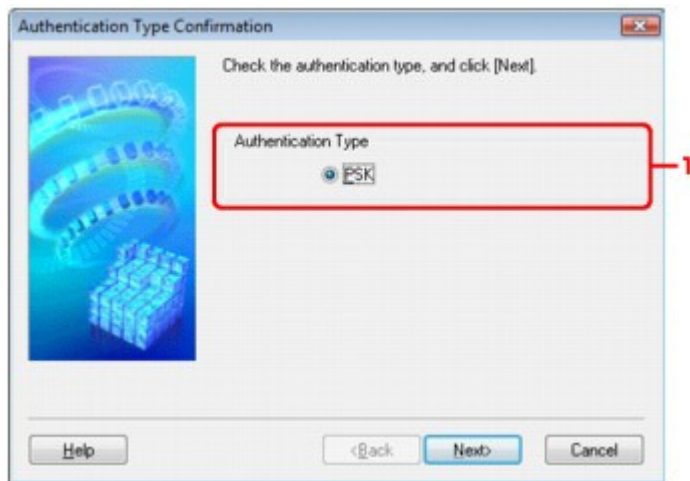 Authentication Type Confirmation
Check the authentication type, and click [Next].
Authentication Type
PSK
1
Help
<Back
Next>
Cancel